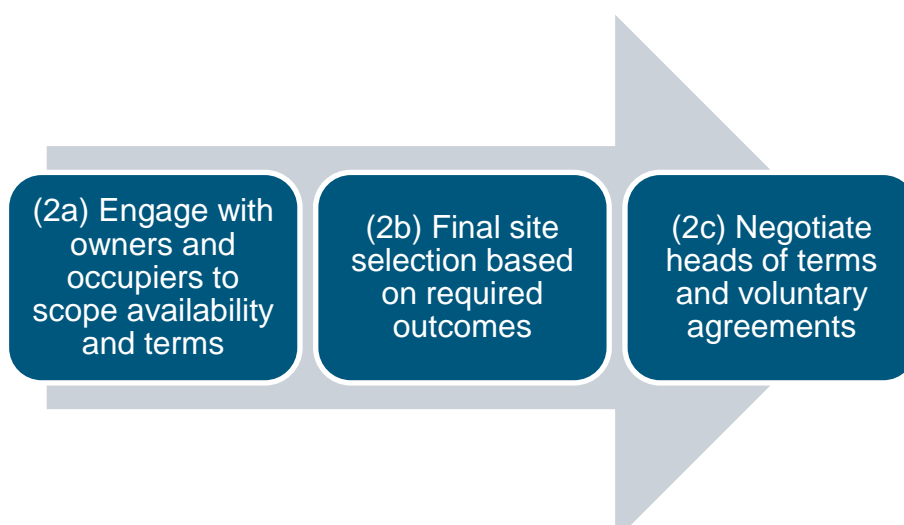 (2a) Engage with
owners and
occupiers to
scope availability
and terms
(2b) Final site
selection based
on required
outcomes
(2c) Negotiate
heads of terms
and voluntary
agreements